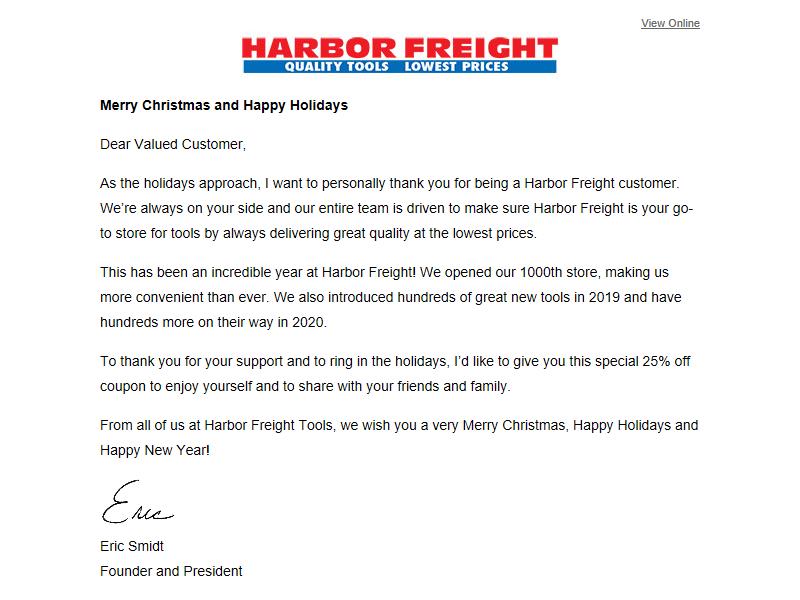 View Online
HARBOR FREIGHT
QUALITY TOOLS LOWEST PRICES
Merry Christmas and Happy Holidays
Dear Valued Customer,
As the holidays approach, I want to personally thank you for being a Harbor Freight customer.
We’re always on your side and our entire team is driven to make sure Harbor Freight is your go-
to store for tools by always delivering great quality at the lowest prices.
This has been an incredible year at Harbor Freight! We opened our 1000th store, making us
more convenient than ever. We also introduced hundreds of great new tools in 2019 and have
hundreds more on their way in 2020.
To thank you for your support and to ring in the holidays, I’d like to give you this special 25% off
coupon to enjoy yourself and to share with your friends and family.
From all of us at Harbor Freight Tools, we wish you a very Merry Christmas, Happy Holidays and
Happy New Year!
Eric
Eric Smidt
Founder and President